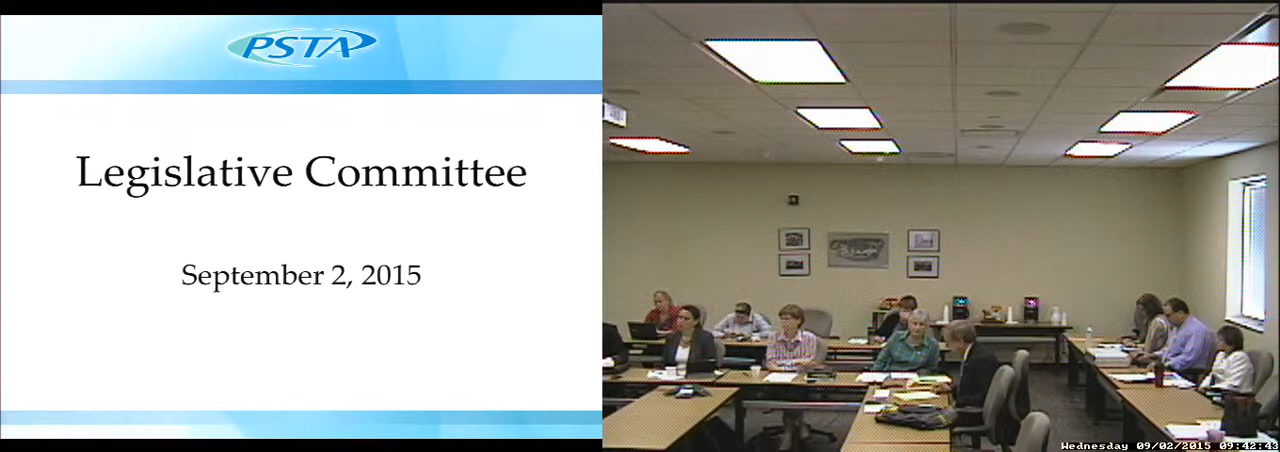 PSTA
Legislative Committee
September 2, 2015
Wednesday 09/02/2015 09:42:43